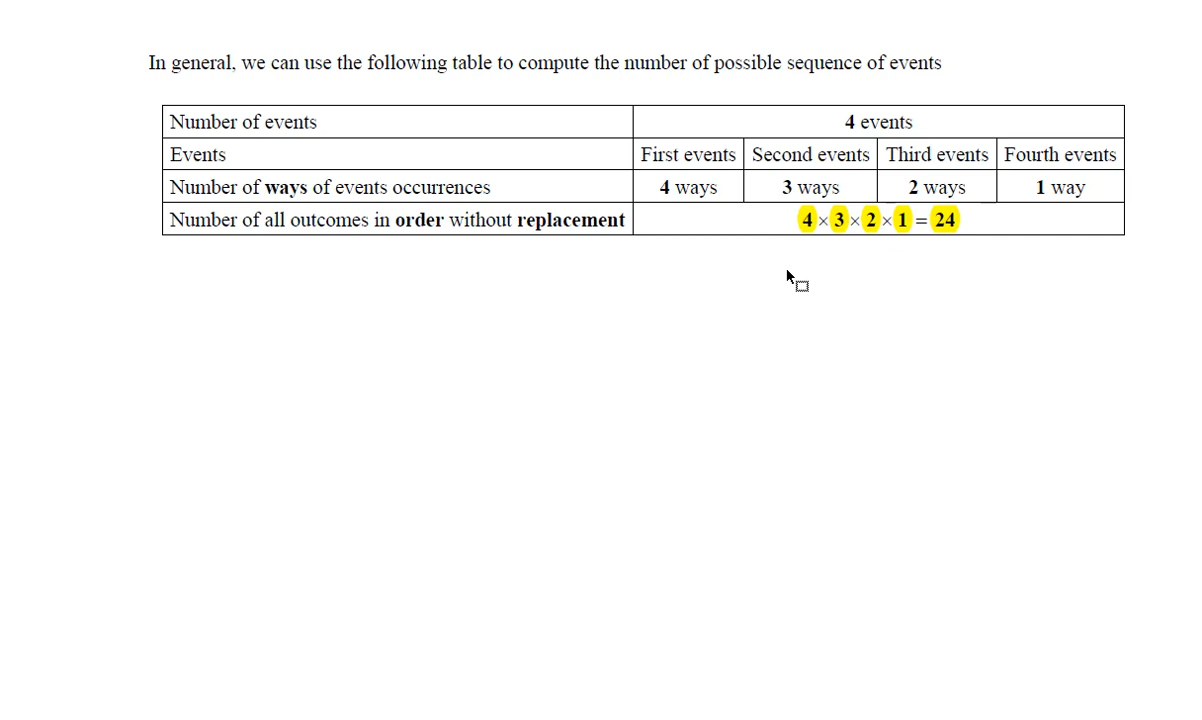 In general, we can use the following table to compute the number of possible sequence of events
Number of events 4 events
Events First events Second events Third events Fourth events
Number of ways of events occurrences 4 ways 3 ways 2 ways 1 way
Number of all outcomes in order without replacement 4 × 3 × 2 × 1 = 24